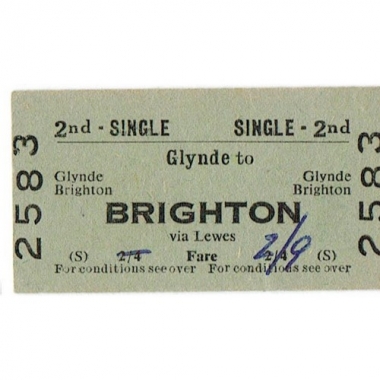 2583
2nd - SINGLE SINGLE - 2nd
Glynde to
Glynde Glynde
Brighton Brighton
BRIGHTON
via Lewes
(S) 2/4 Fare 2/4 (S)
2/9
For conditions see over For conditions see over
2583